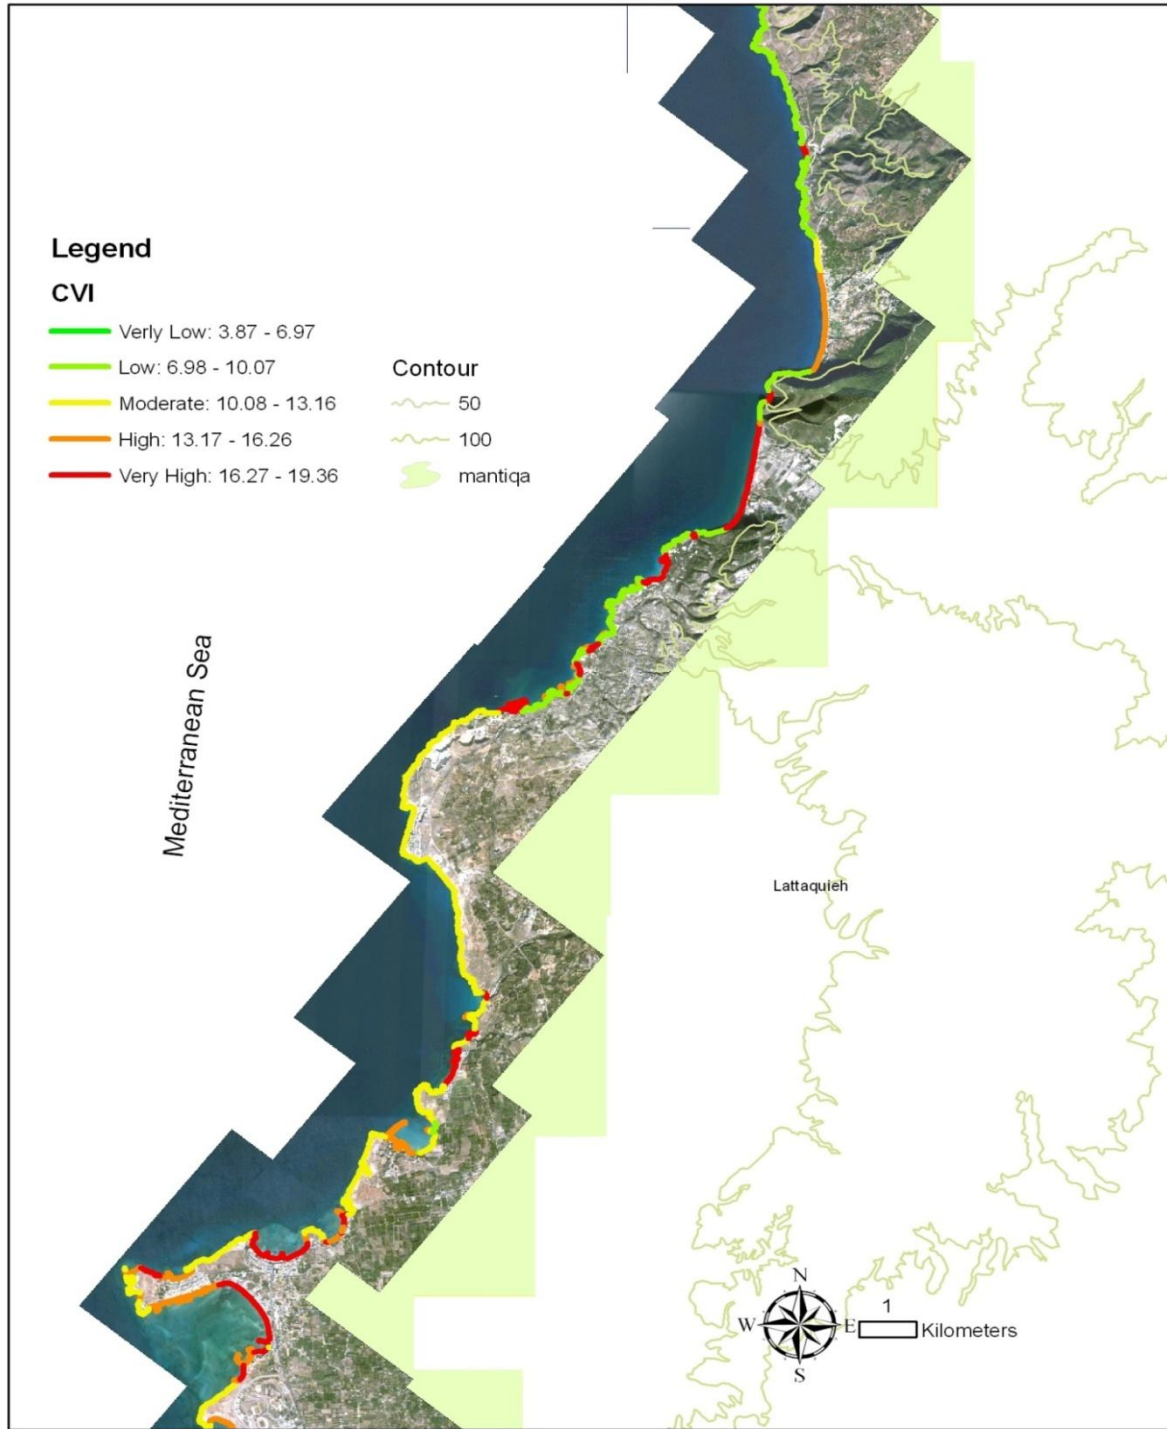 Legend
CVI
Verly Low: 3.87 - 6.97
Low: 6.98 - 10.07
Moderate: 10.08 - 13.16
High: 13.17 - 16.26
Very High: 16.27 - 19.36
Contour
50
100
mantiqa
Mediterranean Sea
Lattaquieh
N
W
E
S
1
Kilometers